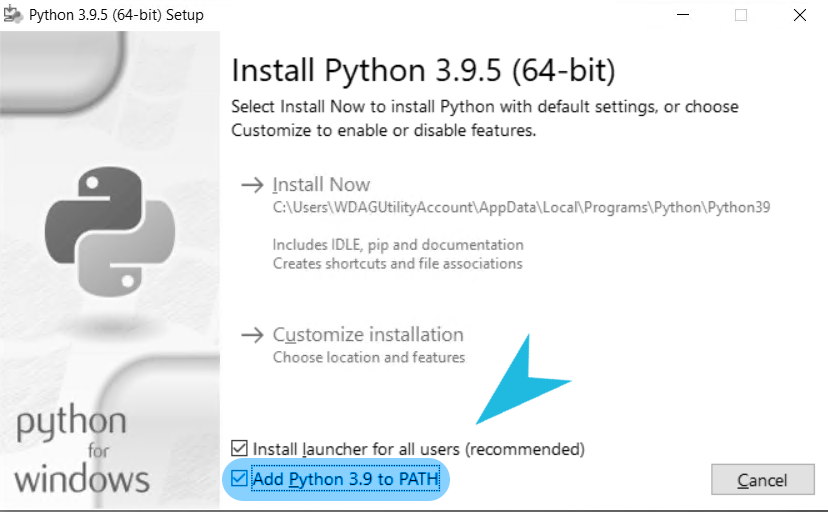 Python 3.9.5 (64-bit) Setup
Install Python 3.9.5 (64-bit)
Select Install Now to install Python with default settings, or choose
Customize to enable or disable features.
Install Now
C:\Users\WDAGUtilityAccount\AppData\Local\Programs\Python\Python39
Includes IDLE, pip and documentation
Creates shortcuts and file associations
Customize installation
Choose location and features
python
for
windows
Install launcher for all users (recommended)
Add Python 3.9 to PATH
Cancel